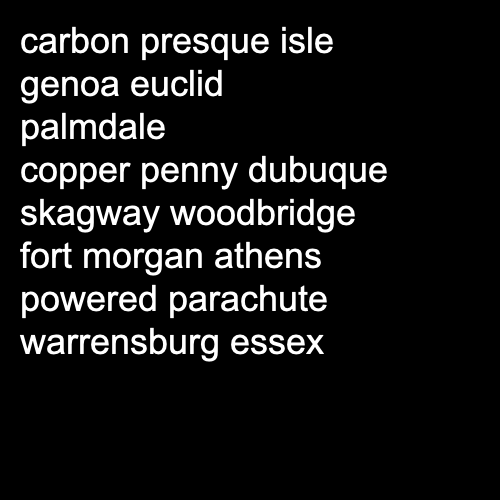 carbon presque isle
genoa euclid
palmdale
copper penny dubuque
skagway woodbridge
fort morgan athens
powered parachute
warrensburg essex